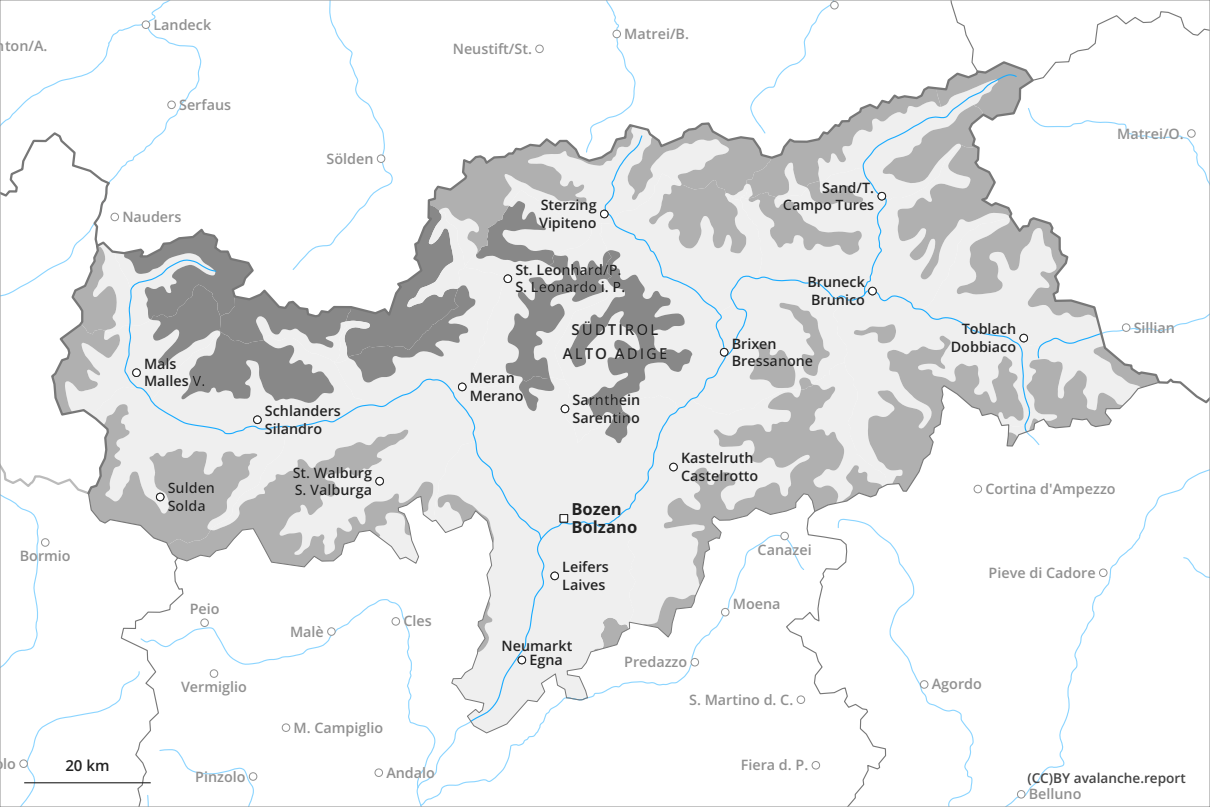 Landeck
nton/A.
Neustift/St.
Matrei/B.
Serfaus
Matrei/O.
Sölden
Nauders
Sand/T.
Campo Tures
Sterzing
Vipiteno
St. Leonhard/P.
S. Leonardo i. P.
Bruneck
Brunico
SÜDTIROL
ALTO ADIGE
Toblach
Dobbiaco
Sillian
Brixen
Bressanone
Mals
Malles V.
Meran
Merano
Sarnthein
Sarentino
Schlanders
Silandro
Kastelruth
Castelrotto
St. Walburg
S. Valburga
Sulden
Solda
Cortina d'Ampezzo
Bozen
Bolzano
Bormio
Canazei
Leifers
Laives
Pieve di Cadore
Peio
Moena
Malè
Cles
Neumarkt
Egna
Predazzo
Vermiglio
Agordo
S. Martino d. C.
M. Campiglio
olo
20 km
Pinzolo
Andalo
Fiera d. P.
(CC)BY avalanche.report
Belluno